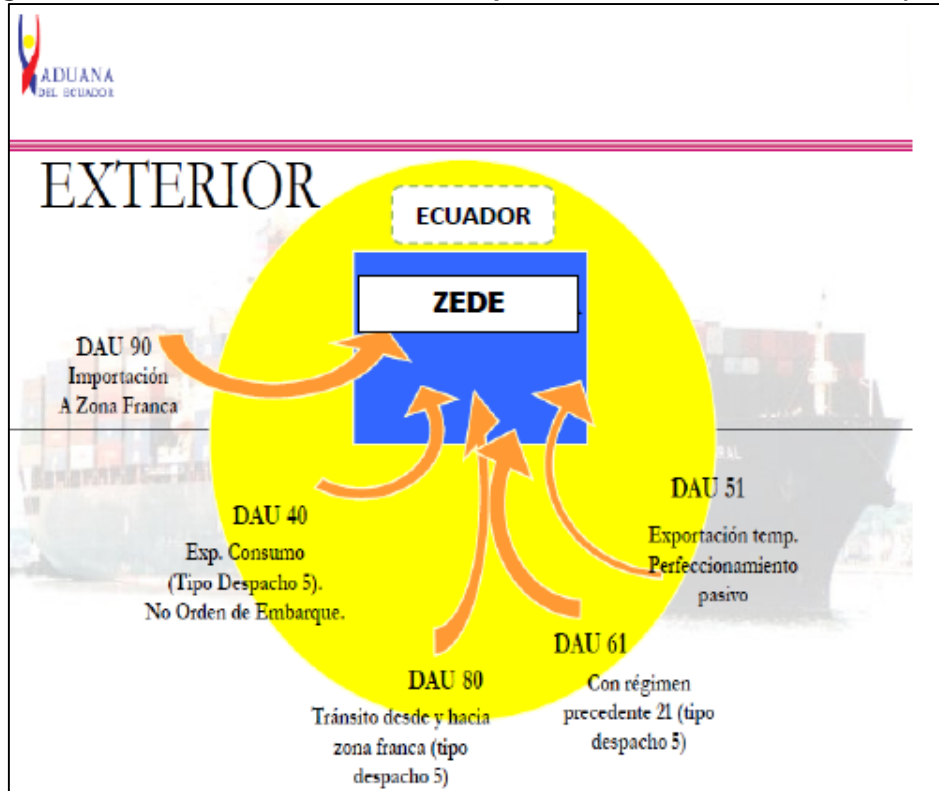 ADUANA
DEL ECUADOR
EXTERIOR
ECUADOR
ZEDE
DAU 90
Importación
A Zona Franca
DAU 40
Exp. Consumo
(Tipo Despacho 5).
No Orden de Embarque.
DAU 80
Tránsito desde y hacia
zona franca (tipo
despacho 5)
DAU 61
Con régimen
precedente 21 (tipo
despacho 5)
DAU 51
Exportación temp.
Perfeccionamiento
pasivo